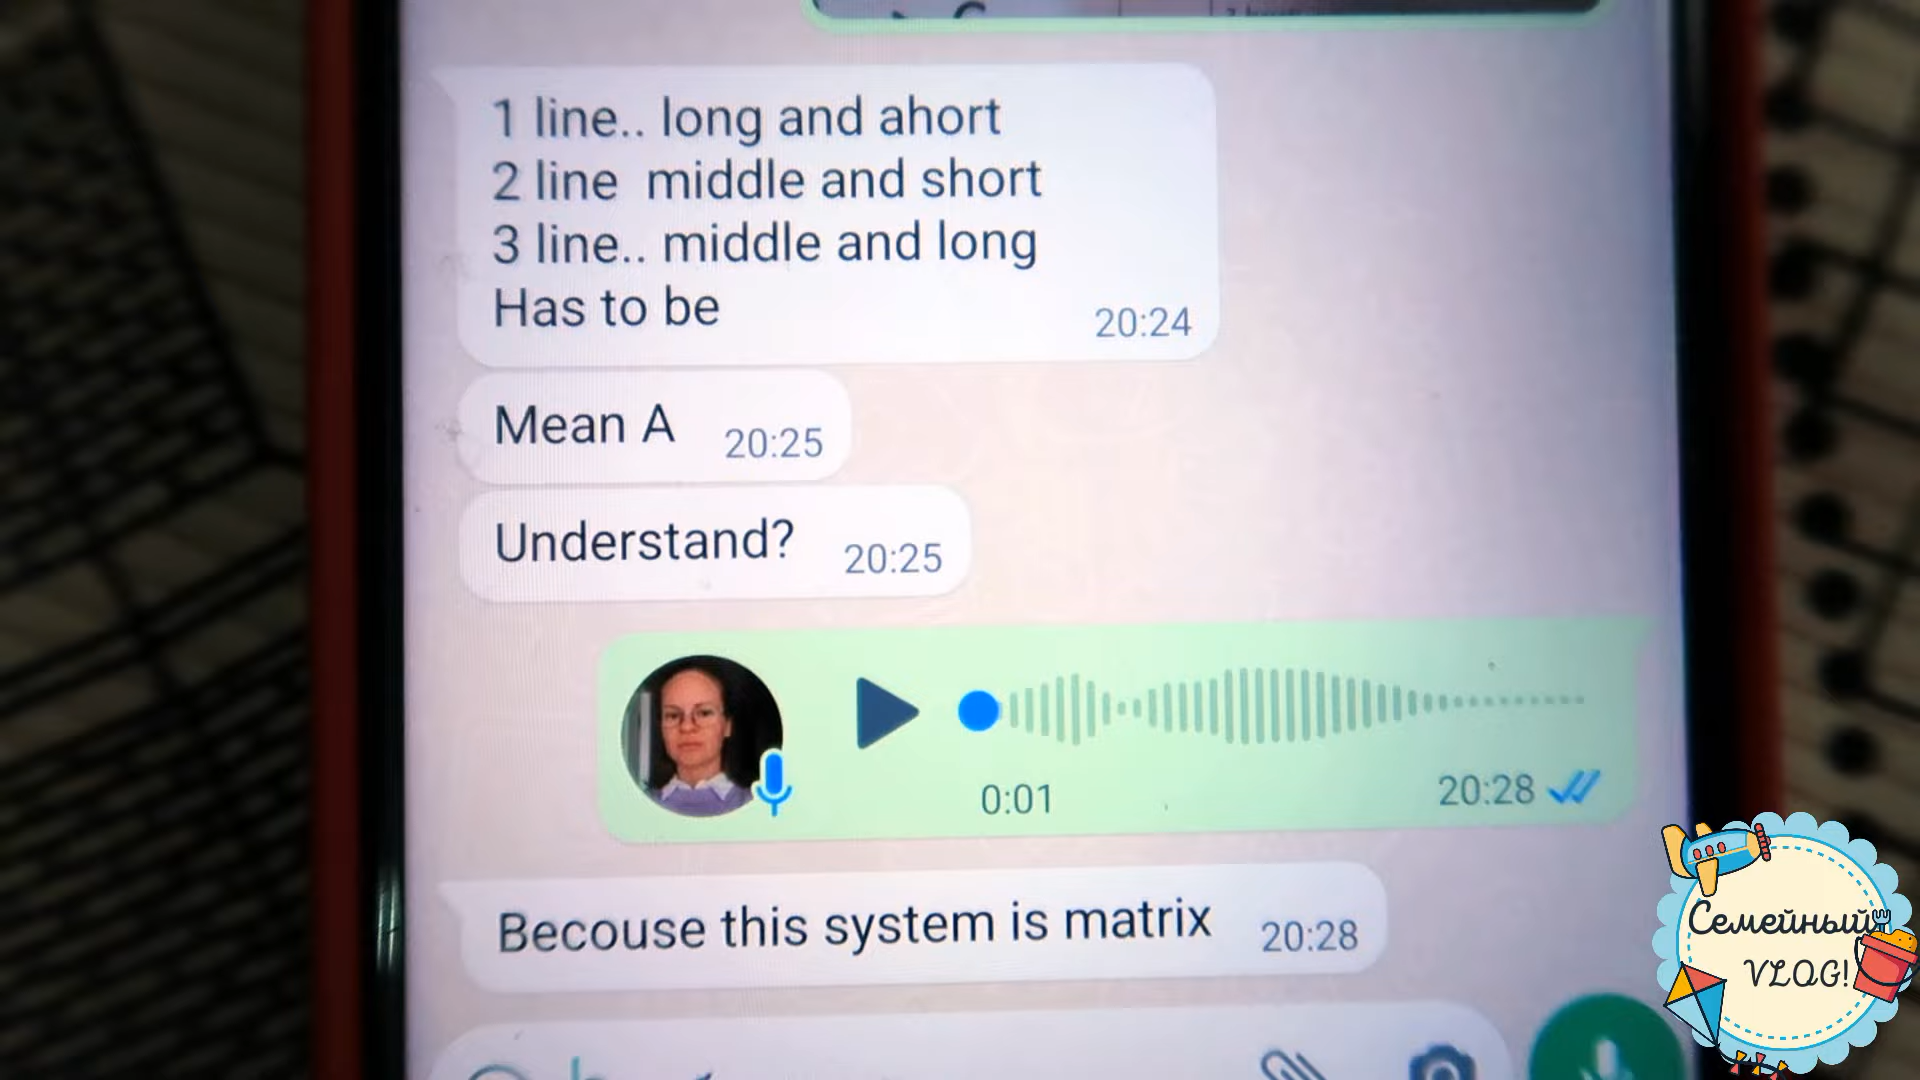 1 line.. long and ahort
2 line middle and short
3 line.. middle and long
Has to be
20:24
Mean A 20:25
Understand? 20:25
0:01 20:28
Becouse this system is matrix 20:28
Семейный
VLOG!